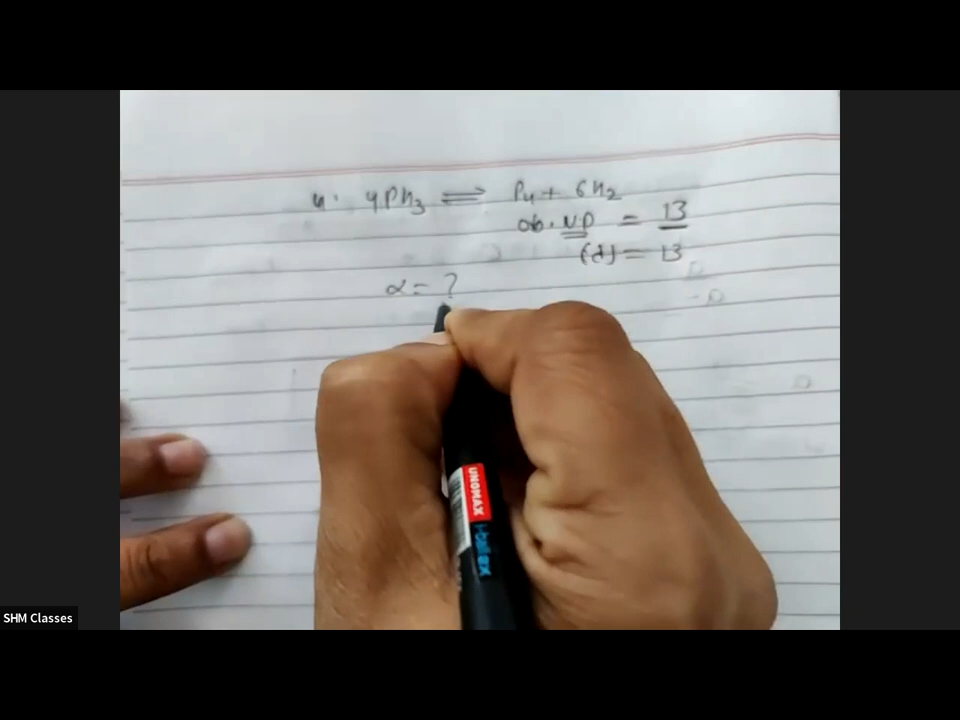 4. 4PH₃ ⇌ P₄ + 6H₂
ob. V.D = 13
(d) = 13
α = ?
UNOMAX
SHM Classes